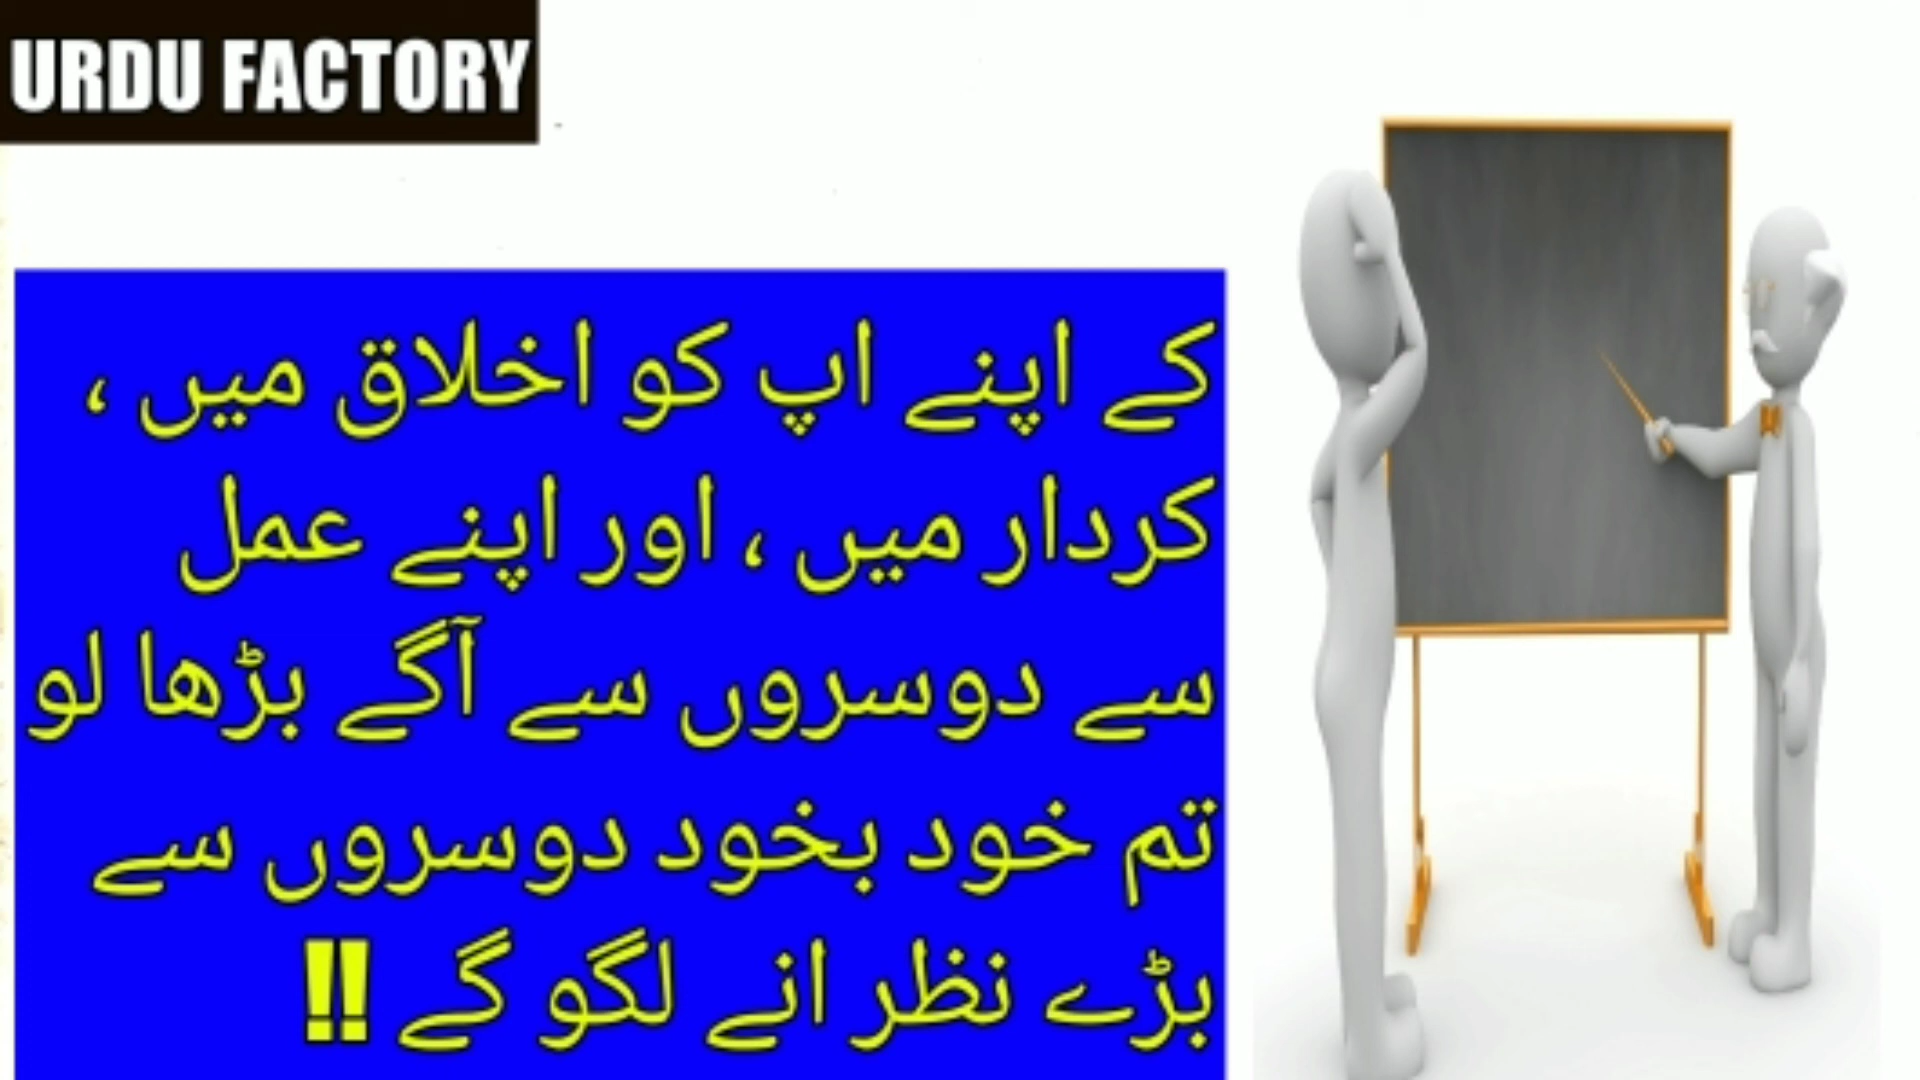 URDU FACTORY
کے اپنے اپ کو اخلاق میں ،
کردار میں ، اور اپنے عمل
سے دوسروں سے آگے بڑھا لو
تم خود بخود دوسروں سے
بڑے نظر انے لگو گے !!